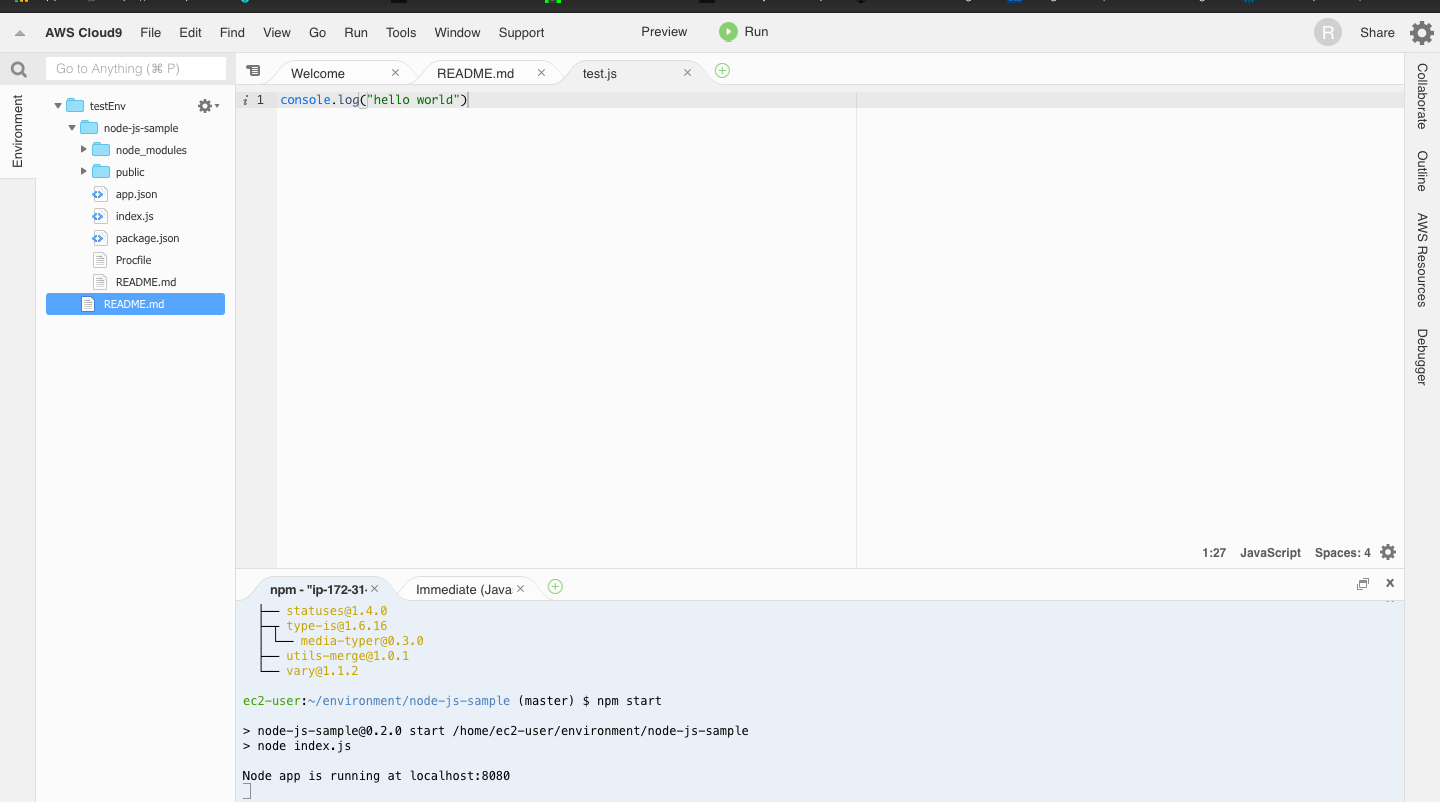 AWS Cloud9 File Edit Find View Go Run Tools Window Support Preview Run R Share
Go to Anything (⌘ P)
Environment
testEnv
node-js-sample
node_modules
public
app.json
index.js
package.json
Procfile
README.md
README.md
Welcome README.md test.js
i 1 console.log("hello world")
1:27 JavaScript Spaces: 4
Collaborate
Outline
AWS Resources
Debugger
npm - "ip-172-31- Immediate (Java
├── statuses@1.4.0
├─┬ type-is@1.6.16
│ └── media-typer@0.3.0
├── utils-merge@1.0.1
└── vary@1.1.2
ec2-user:~/environment/node-js-sample (master) $ npm start
> node-js-sample@0.2.0 start /home/ec2-user/environment/node-js-sample
> node index.js
Node app is running at localhost:8080